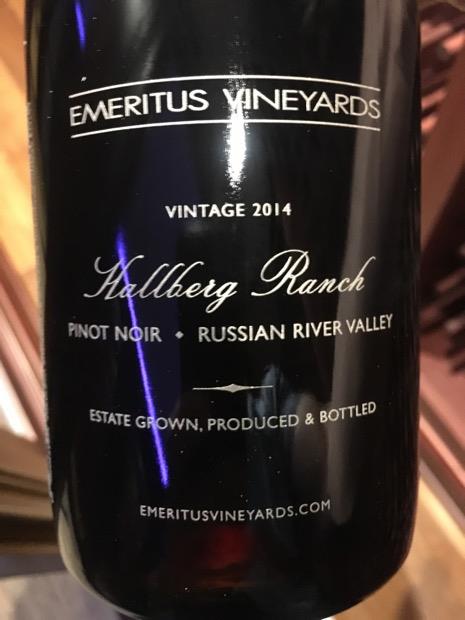 EMERITUS VINEYARDS
VINTAGE 2014
Hallberg Ranch
PINOT NOIR • RUSSIAN RIVER VALLEY
ESTATE GROWN, PRODUCED & BOTTLED
EMERITUSVINEYARDS.COM